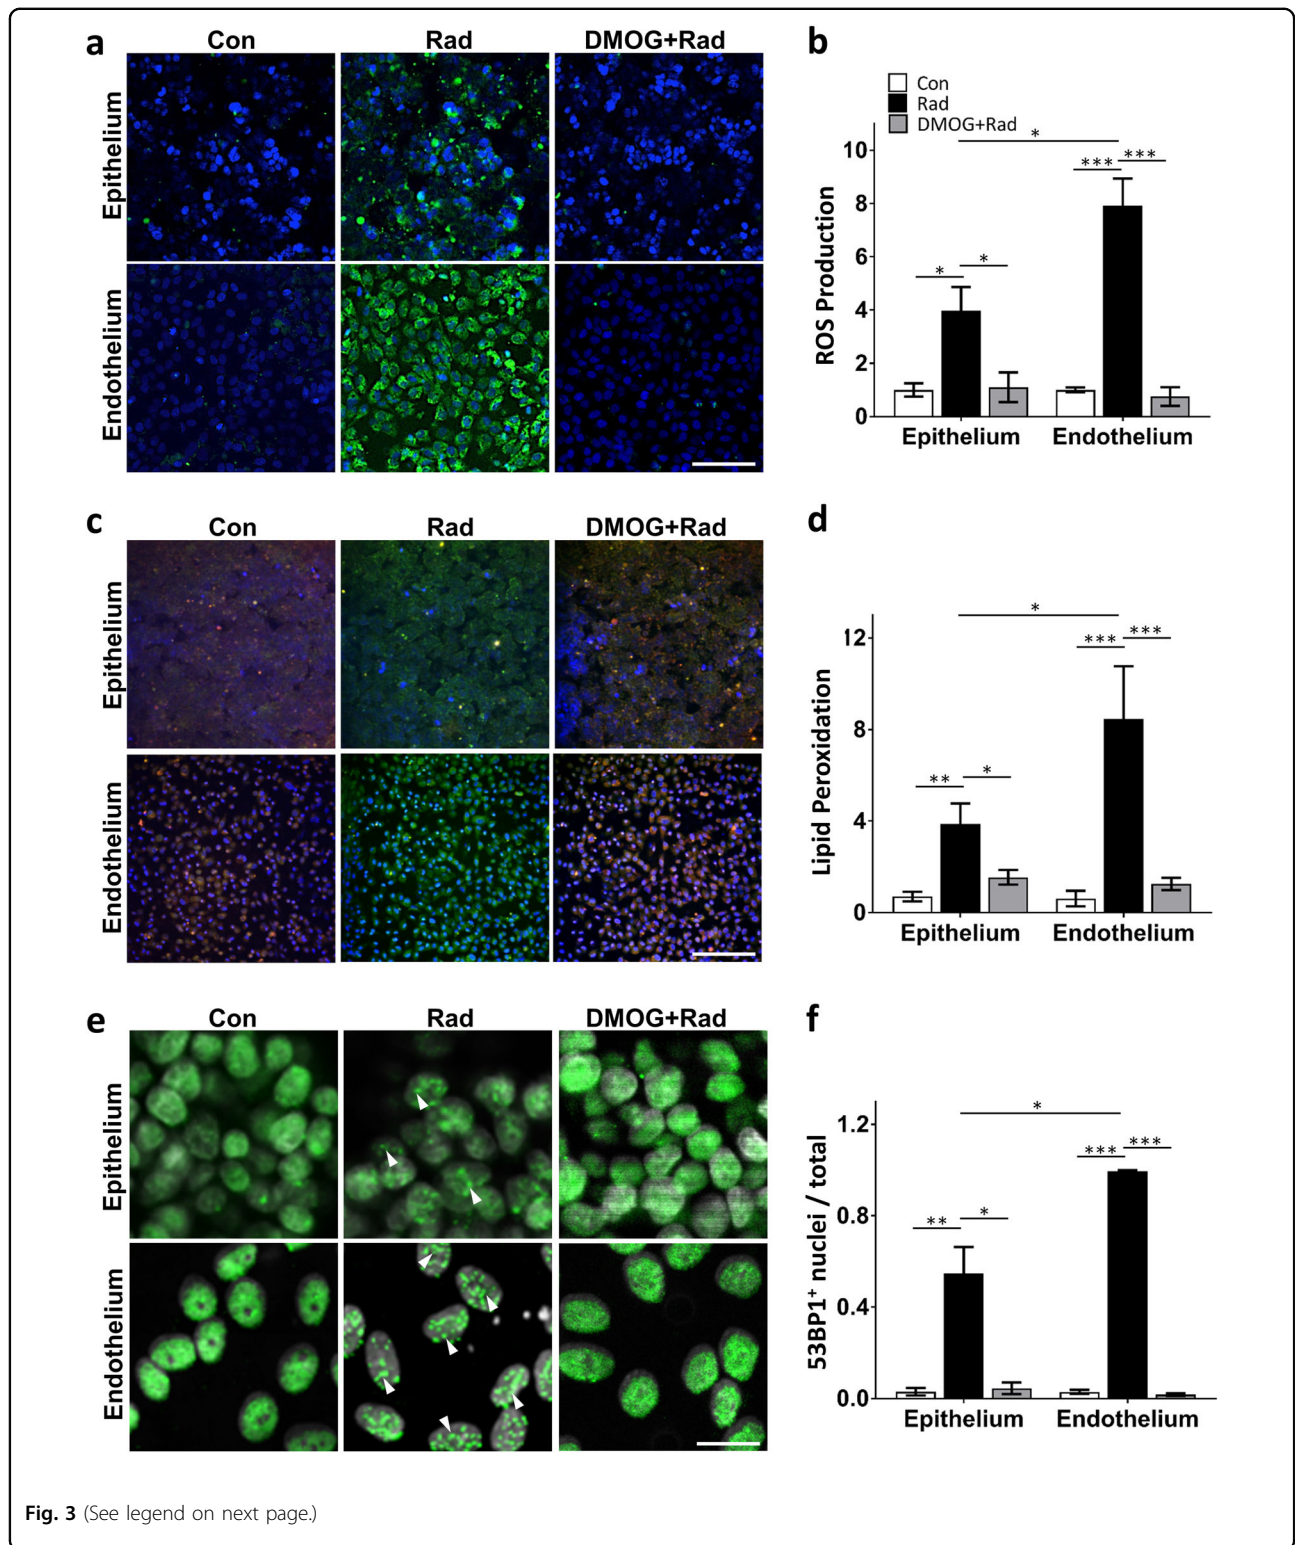 a
Con Rad DMOG+Rad
Epithelium
Endothelium
b
Con
Rad
DMOG+Rad
ROS Production
10
8
6
4
2
0
* *** ***
* *
Epithelium Endothelium
c
Con Rad DMOG+Rad
Epithelium
Endothelium
d
Lipid Peroxidation
12
8
4
0
* *** ***
** *
Epithelium Endothelium
e
Con Rad DMOG+Rad
Epithelium
Endothelium
f
53BP1⁺ nuclei / total
1.2
0.8
0.4
0.0
* *** ***
** *
Epithelium Endothelium
Fig. 3 (See legend on next page.)